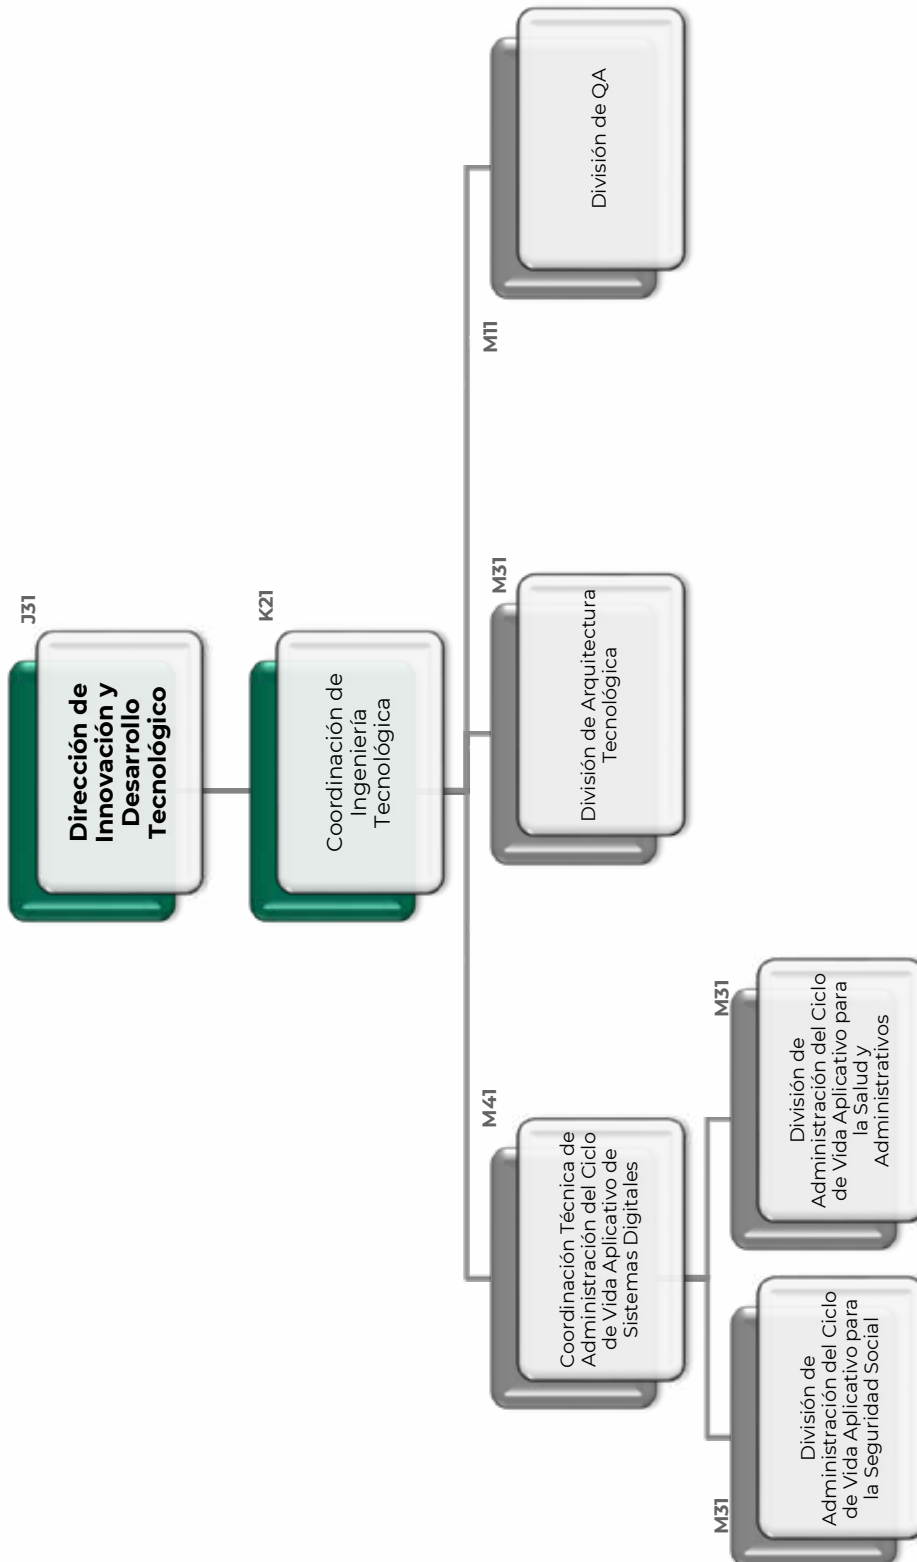 J31
Dirección de
Innovación y
Desarrollo
Tecnológico
K21
Coordinación de
Ingeniería
Tecnológica
M41
Coordinación Técnica de
Administración del Ciclo
de Vida Aplicativo de
Sistemas Digitales
M31
División de Arquitectura
Tecnológica
M11
División de QA
M31
División de
Administración del Ciclo
de Vida Aplicativo para
la Seguridad Social
M31
División de
Administración del Ciclo
de Vida Aplicativo para
la Salud y
Administrativos